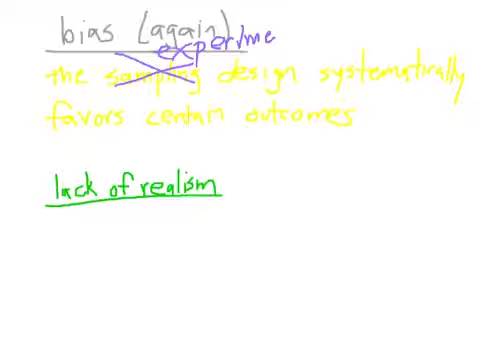 bias (again)
experime
the sampling design systematically
favors certain outcomes
lack of realism